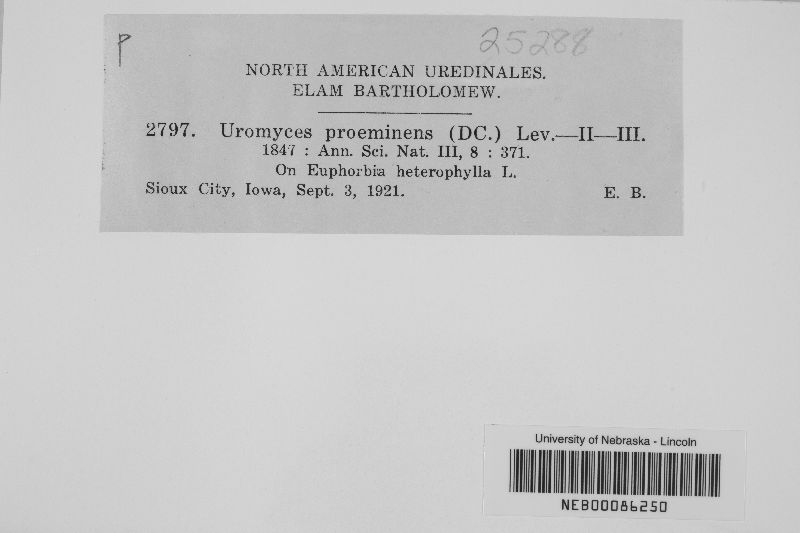 P
25288
NORTH AMERICAN UREDINALES.
ELAM BARTHOLOMEW.
2797. Uromyces proeminens (DC.) Lev.—II—III.
1847 : Ann. Sci. Nat. III, 8 : 371.
On Euphorbia heterophylla L.
Sioux City, Iowa, Sept. 3, 1921. E. B.
University of Nebraska - Lincoln
NEB00086250